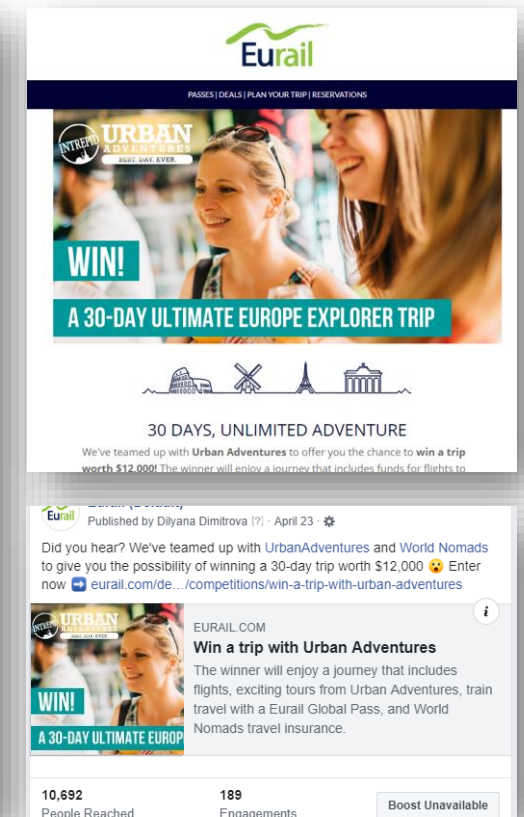 Eurail
PASSES | DEALS | PLAN YOUR TRIP | RESERVATIONS
INTREPID
URBAN
ADVENTURES
BEST. DAY. EVER.
WIN!
A 30-DAY ULTIMATE EUROPE EXPLORER TRIP
30 DAYS, UNLIMITED ADVENTURE
We've teamed up with Urban Adventures to offer you the chance to win a trip
worth $12,000! The winner will enjoy a journey that includes funds for flights to
Eurail
Eurail (Default)
Published by Dilyana Dimitrova [?] · April 23 ·
Did you hear? We've teamed up with UrbanAdventures and World Nomads
to give you the possibility of winning a 30-day trip worth $12,000 😮 Enter
now ➡ eurail.com/de…/competitions/win-a-trip-with-urban-adventures
URBAN
WIN!
A 30-DAY ULTIMATE EUROP
i
EURAIL.COM
Win a trip with Urban Adventures
The winner will enjoy a journey that includes
flights, exciting tours from Urban Adventures, train
travel with a Eurail Global Pass, and World
Nomads travel insurance.
10,692
People Reached
189
Engagements
Boost Unavailable